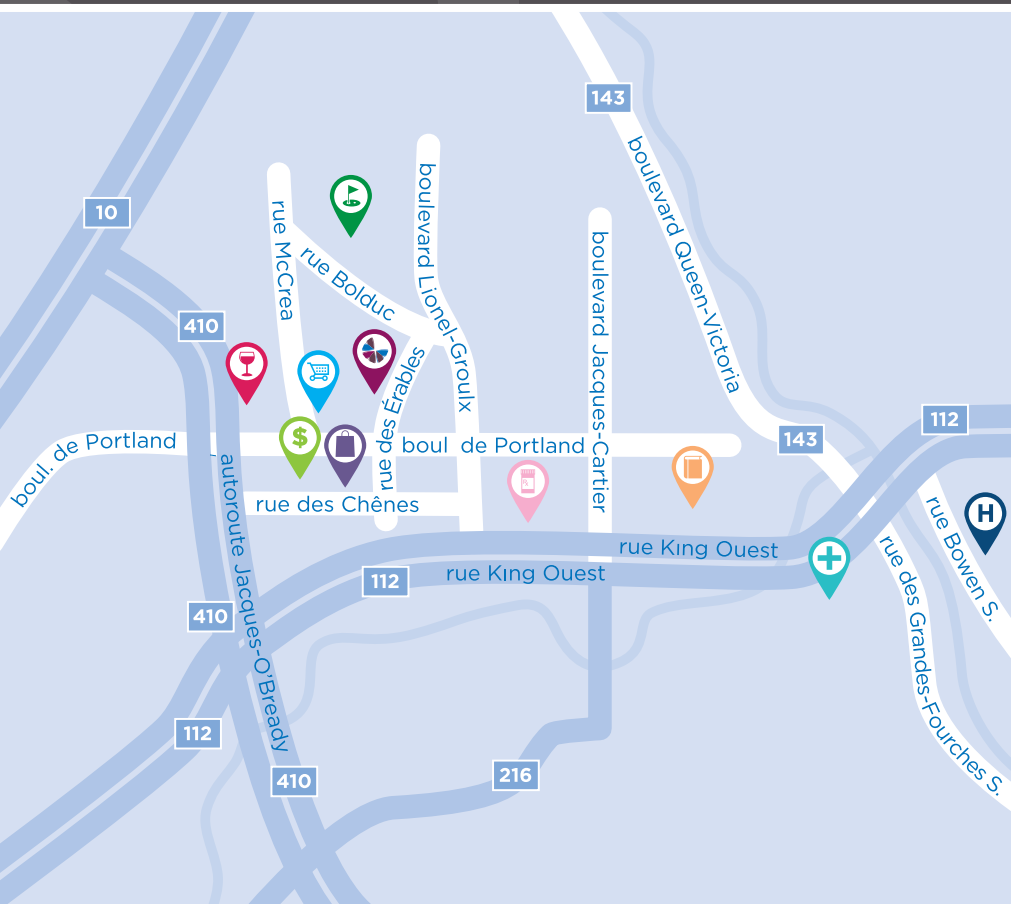 143
boulevard Queen-Victoria
10
boulevard Lionel-Groulx
rue McCrea
rue Bolduc
boulevard Jacques-Cartier
410
rue des Érables
112
143
boul. de Portland
$
boul de Portland
autoroute Jacques-O'Bready
rue des Chênes
H
rue Bowen S.
rue King Ouest
rue King Ouest
112
rue des Grandes-Fourches S.
410
112
216
410